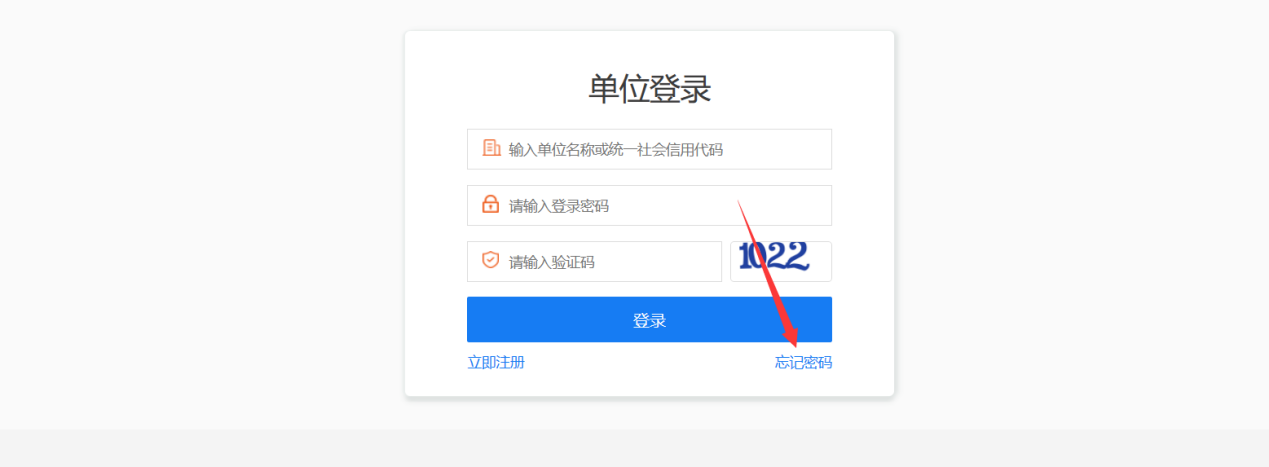 单位登录
输入单位名称或统一社会信用代码
请输入登录密码
请输入验证码
1022
登录
立即注册 忘记密码